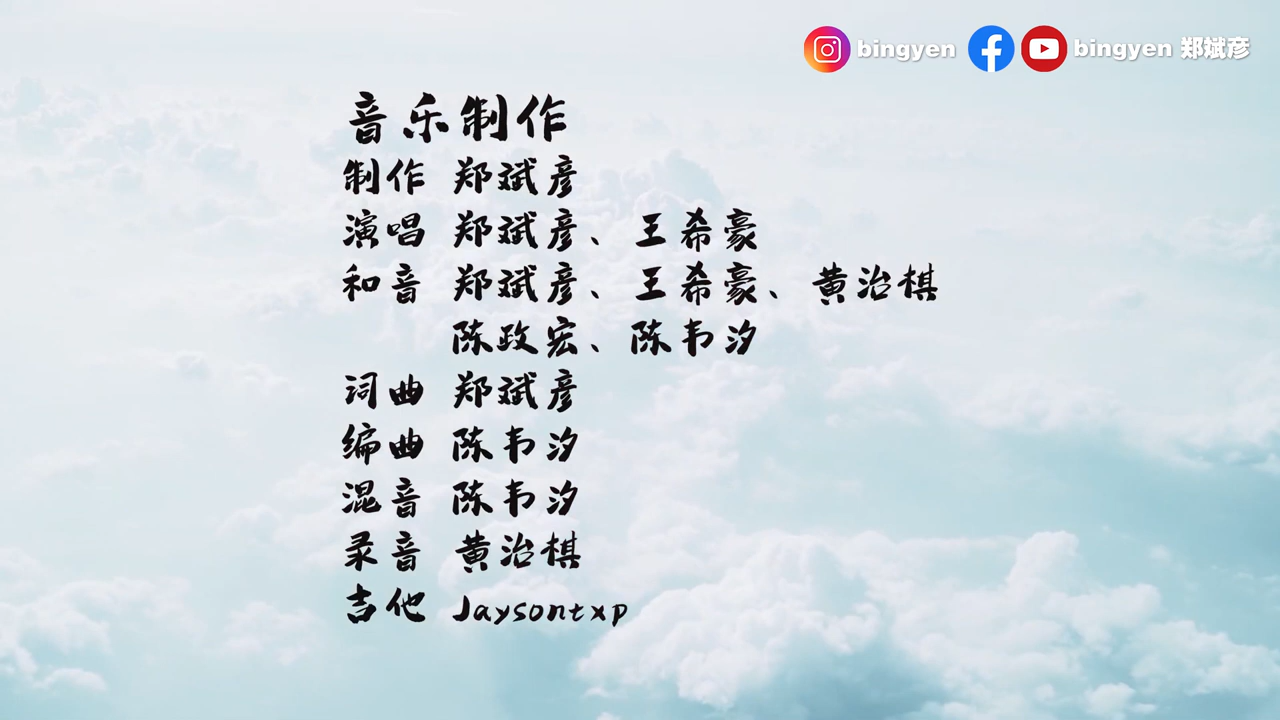 bingyen bingyen 郑斌彦
音乐制作
制作 郑斌彦
演唱 郑斌彦、王希豪
和音 郑斌彦、王希豪、黄治棋
陈政宏、陈韦汐
词曲 郑斌彦
编曲 陈韦汐
混音 陈韦汐
录音 黄治棋
吉他 Jaysontxp